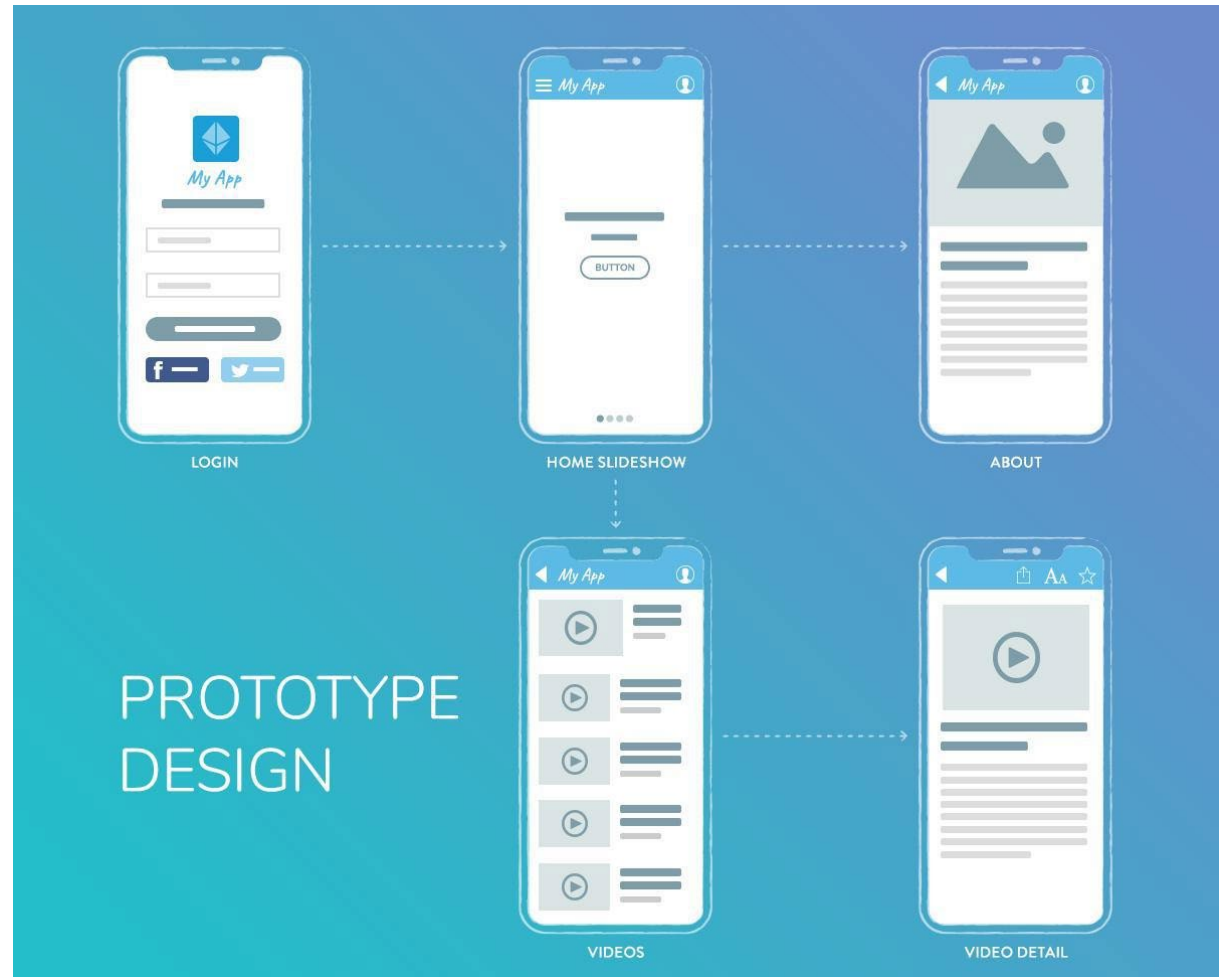 My App
LOGIN
My App
BUTTON
HOME SLIDESHOW
My App
ABOUT
PROTOTYPE
DESIGN
My App
VIDEOS
AA
VIDEO DETAIL